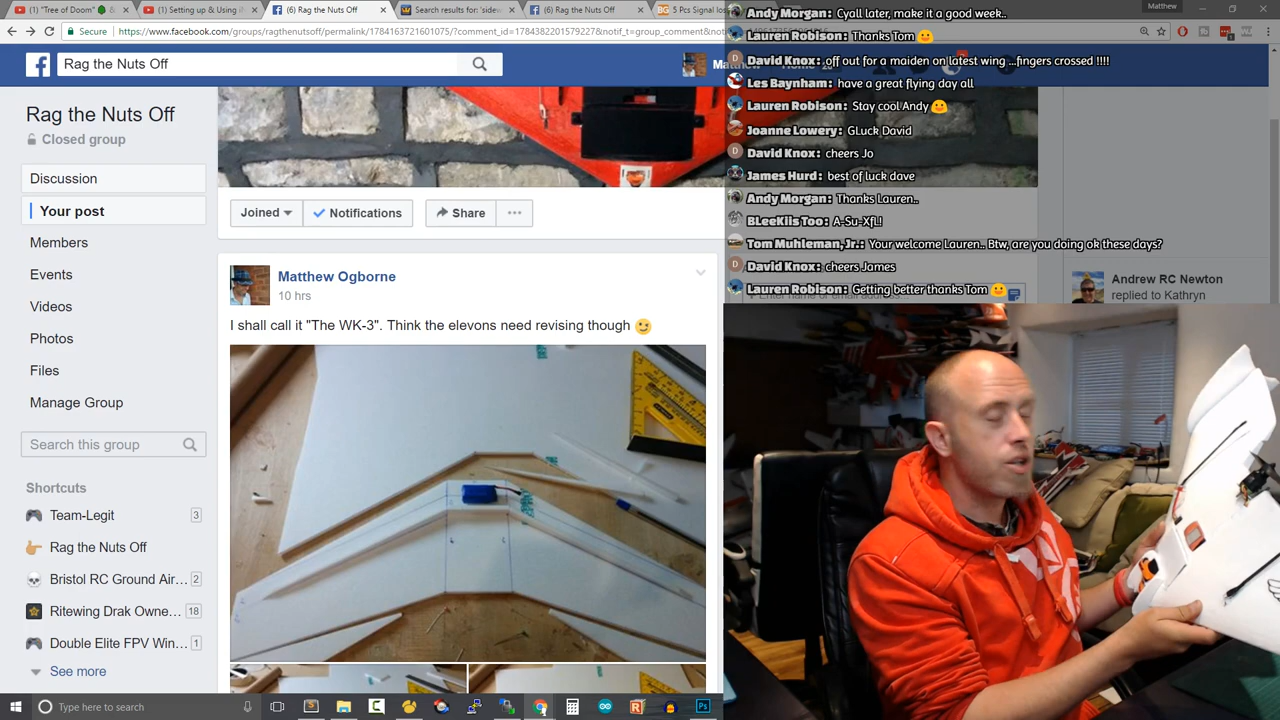 (1) "Tree of Doom"
(1) Setting up & Using i
(6) Rag the Nuts Off
Search results for: 'sidew
(6) Rag the Nuts Off
5 Pcs Signal los
Matthew
Secure
https://www.facebook.com/groups/ragthenutsoff/permalink/1784163721601075/?comment_id=1784382201579227&notif_t=group_comment&noti
Rag the Nuts Off
Rag the Nuts Off
Closed group
Discussion
Your post
Members
Events
Videos
Photos
Files
Manage Group
Search this group
Shortcuts
Team-Legit 3
Rag the Nuts Off
Bristol RC Ground Air... 2
Ritewing Drak Owne... 18
Double Elite FPV Win... 1
See more
Joined
Notifications
Share
Matthew Ogborne
10 hrs
I shall call it "The WK-3". Think the elevons need revising though
Andy Morgan: Cyall later, make it a good week..
Lauren Robison: Thanks Tom
David Knox: .off out for a maiden on latest wing ...fingers crossed !!!!
Les Baynham: have a great flying day all
Lauren Robison: Stay cool Andy
Joanne Lowery: GLuck David
David Knox: cheers Jo
James Hurd: best of luck dave
Andy Morgan: Thanks Lauren..
BLeeKiis Too: A-Su-XfL!
Tom Muhleman, Jr.: Your welcome Lauren.. Btw, are you doing ok these days?
David Knox: cheers James
Lauren Robison: Getting better thanks Tom
Andrew RC Newton
replied to Kathryn
Type here to search